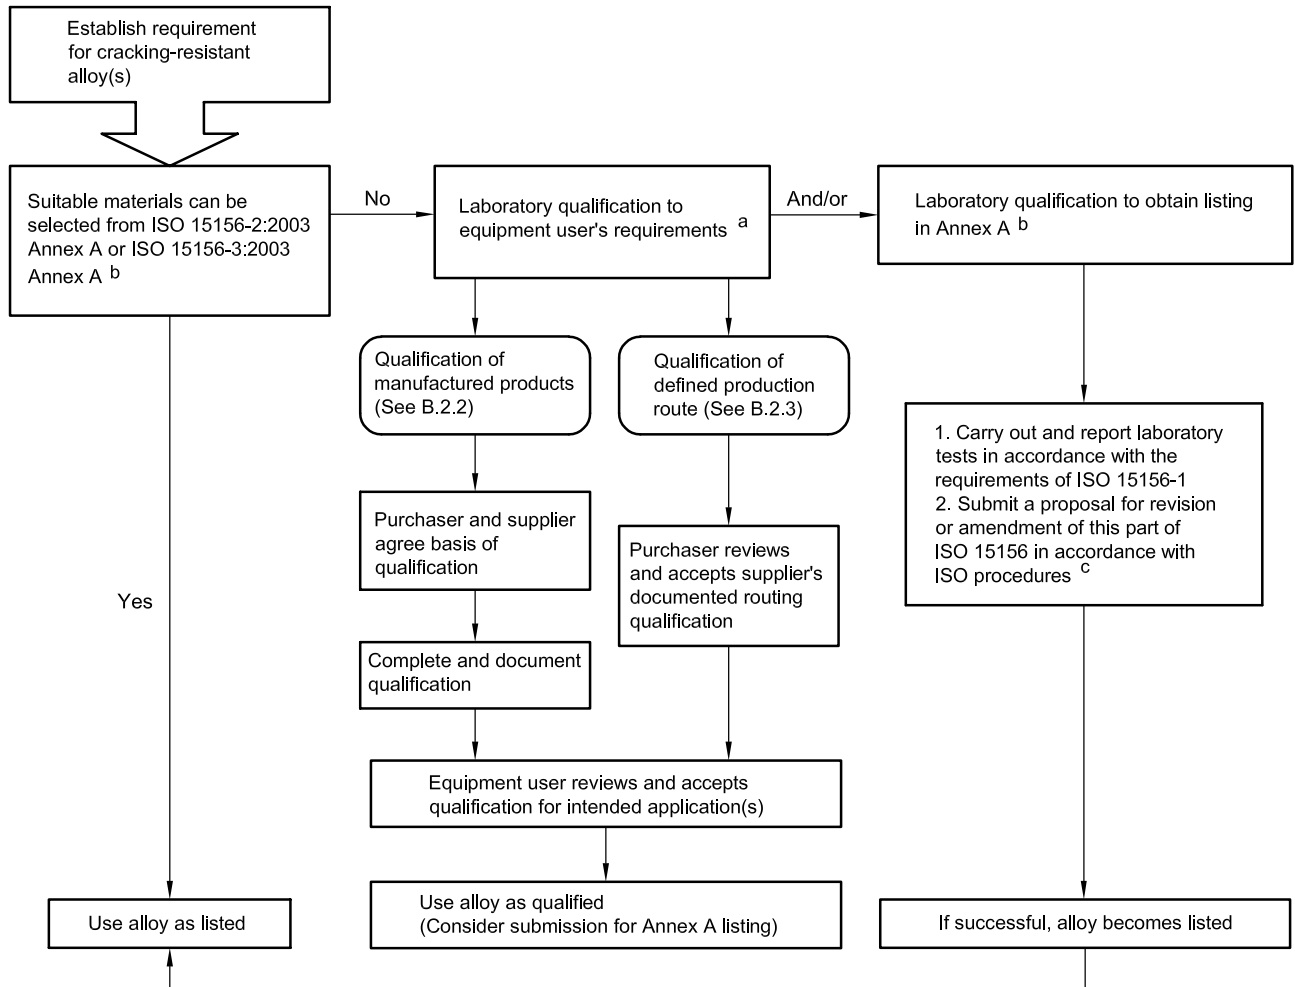 Establish requirement
for cracking-resistant
alloy(s)
Suitable materials can be
selected from ISO 15156-2:2003
Annex A or ISO 15156-3:2003
Annex A b
No
Laboratory qualification to
equipment user's requirements a
And/or
Laboratory qualification to obtain listing
in Annex A b
Qualification of
manufactured products
(See B.2.2)
Qualification of
defined production
route (See B.2.3)
1. Carry out and report laboratory
tests in accordance with the
requirements of ISO 15156-1
2. Submit a proposal for revision
or amendment of this part of
ISO 15156 in accordance with
ISO procedures c
Purchaser and supplier
agree basis of
qualification
Purchaser reviews
and accepts supplier's
documented routing
qualification
Yes
Complete and document
qualification
Equipment user reviews and accepts
qualification for intended application(s)
Use alloy as listed
Use alloy as qualified
(Consider submission for Annex A listing)
If successful, alloy becomes listed